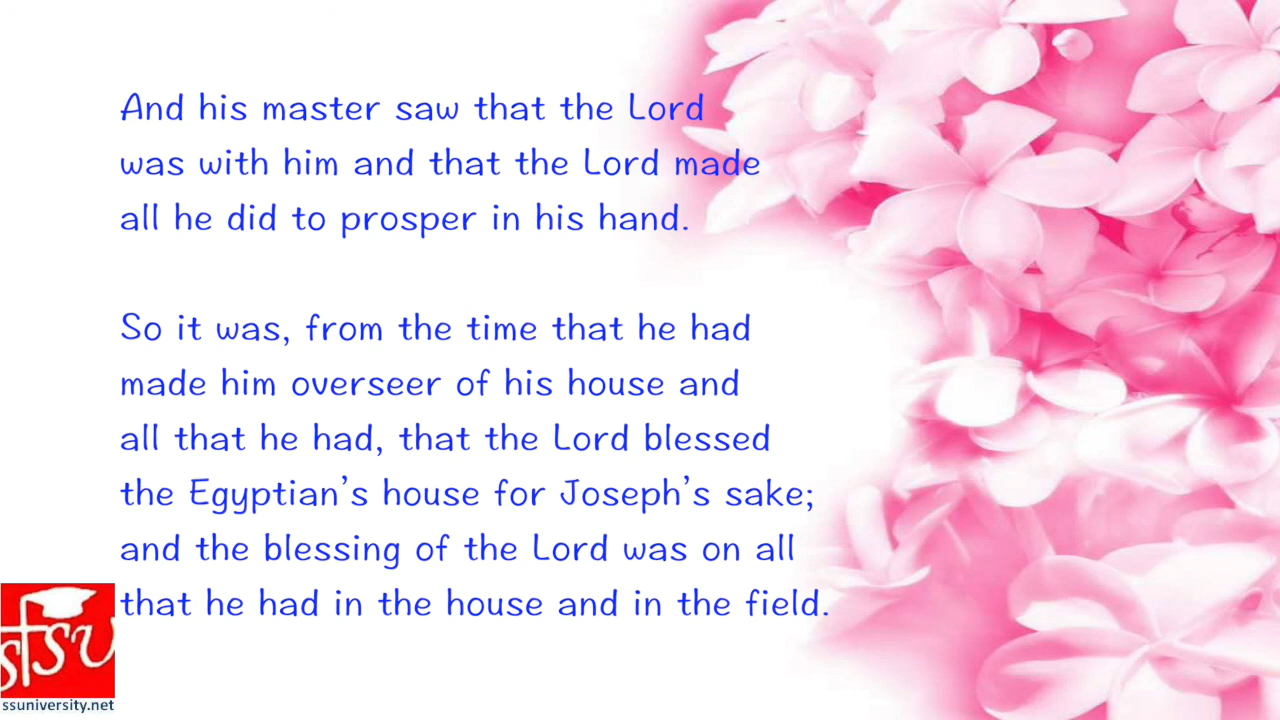 And his master saw that the Lord
was with him and that the Lord made
all he did to prosper in his hand.
So it was, from the time that he had
made him overseer of his house and
all that he had, that the Lord blessed
the Egyptian’s house for Joseph’s sake;
and the blessing of the Lord was on all
that he had in the house and in the field.
sfsu
ssuniversity.net